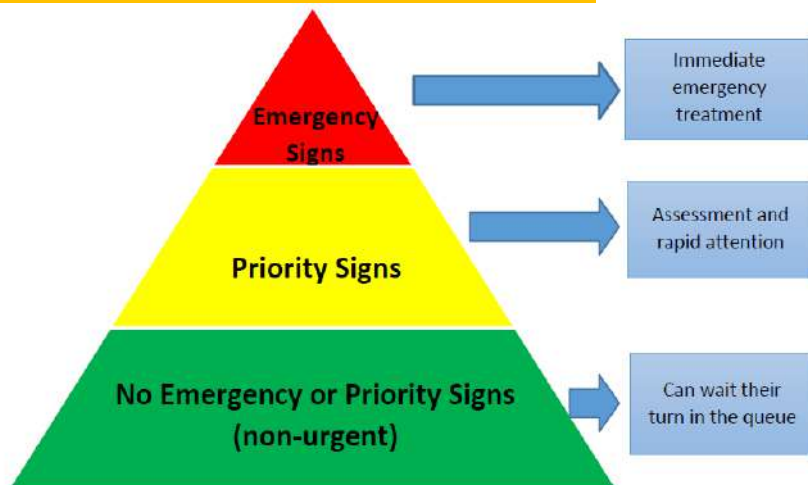 Emergency
Signs
Immediate
emergency
treatment
Priority Signs
Assessment and
rapid attention
No Emergency or Priority Signs
(non-urgent)
Can wait their
turn in the queue